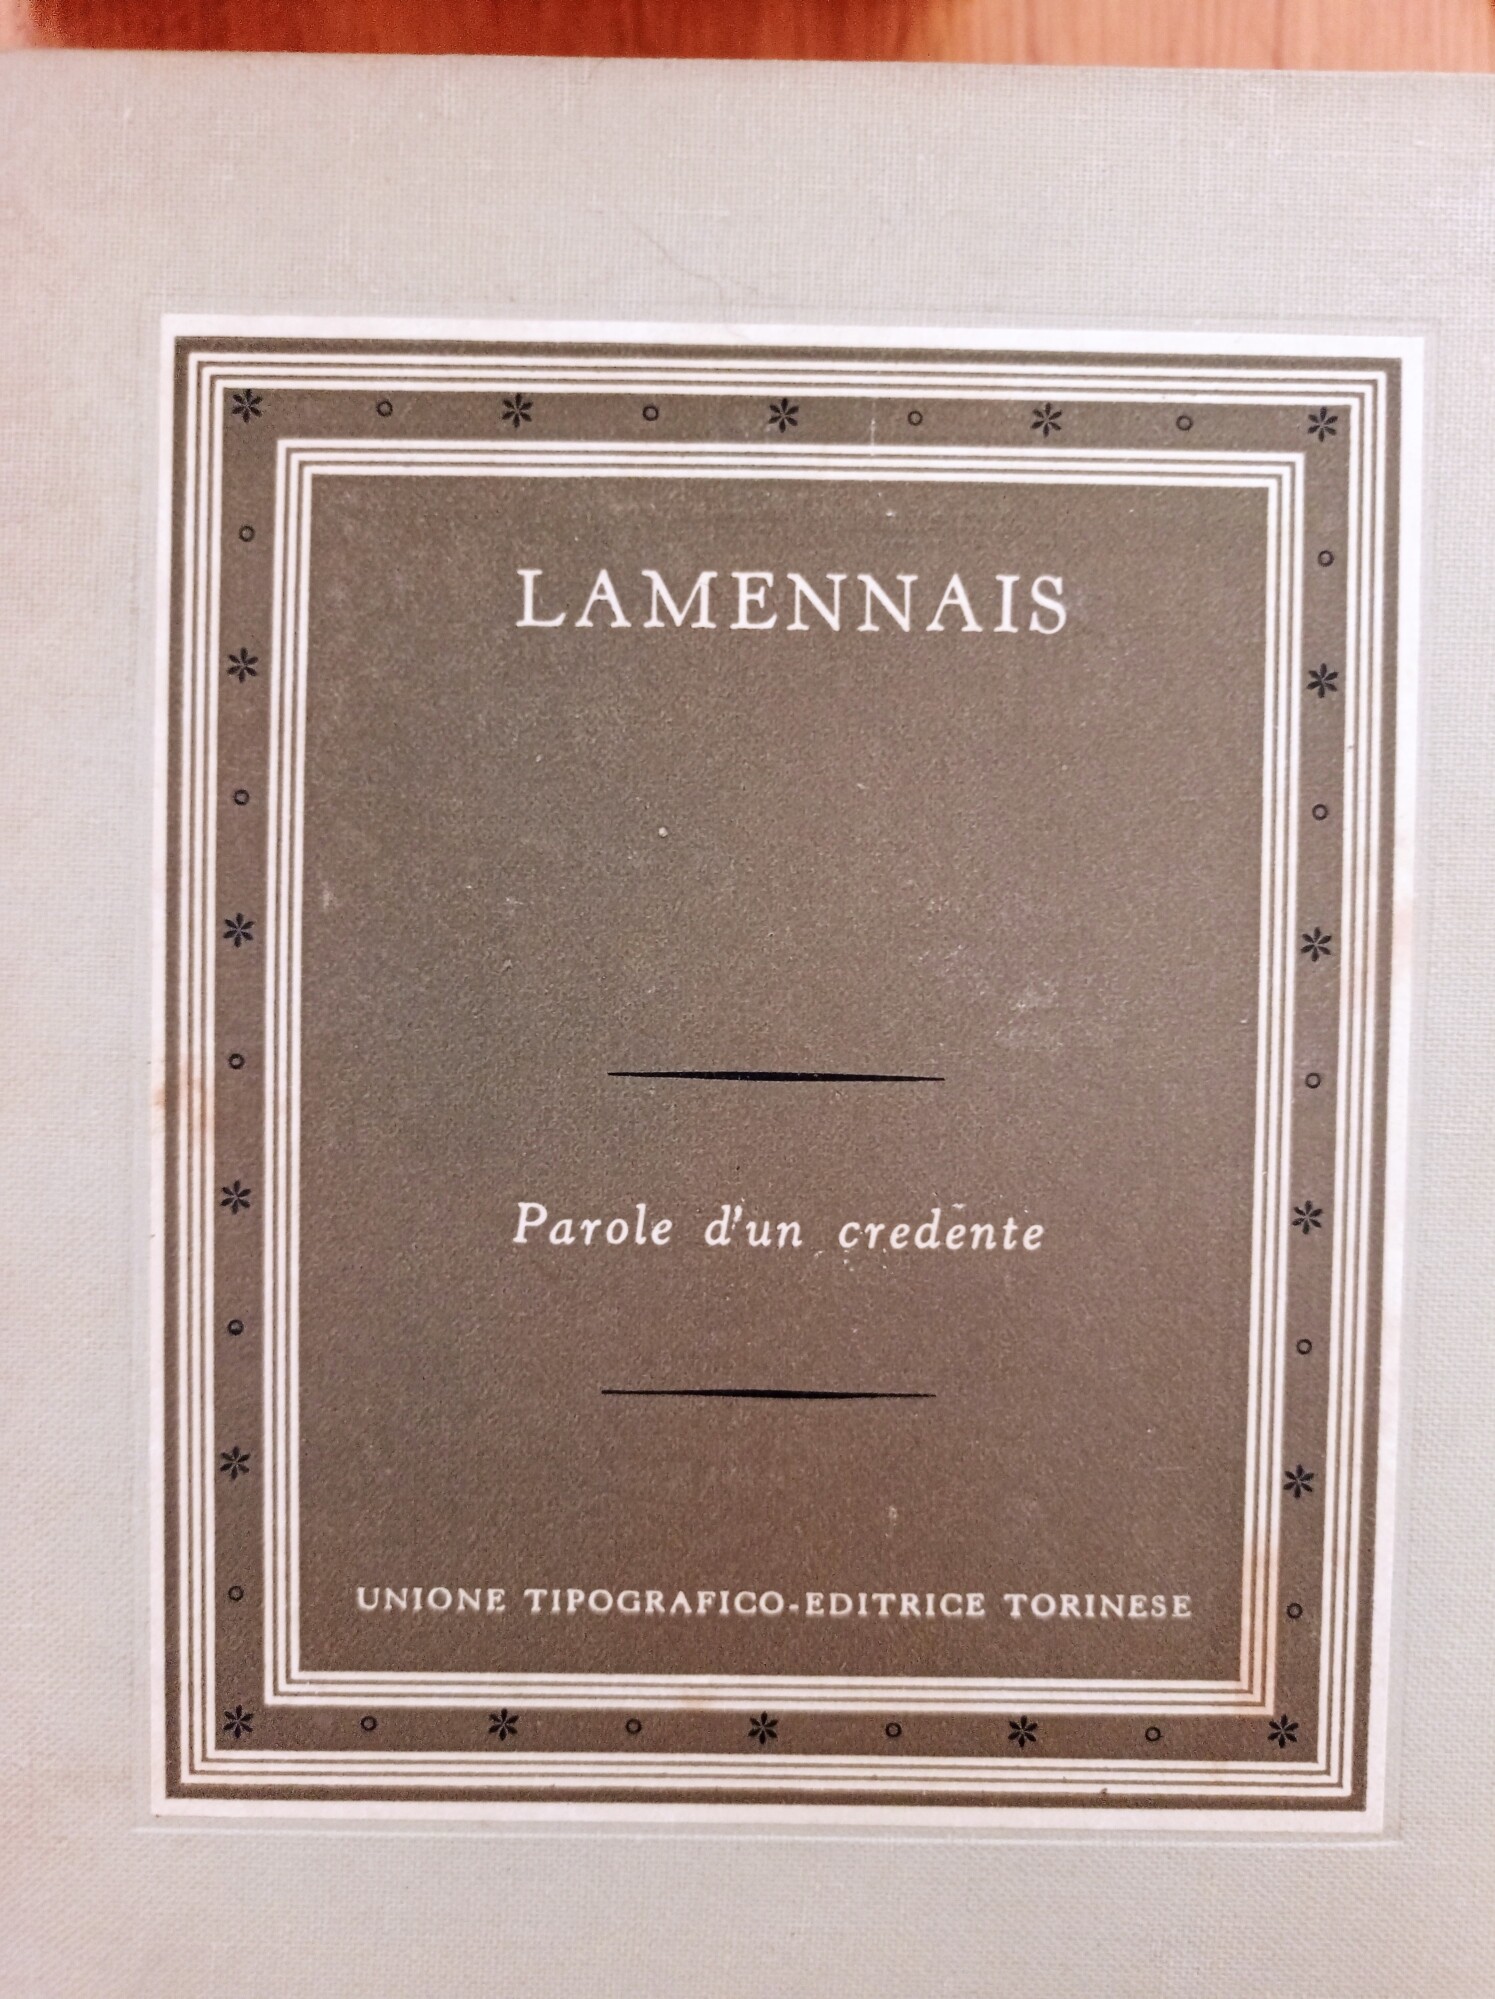 LAMENNAIS
Parole d'un credente
UNIONE TIPOGRAFICO-EDITRICE TORINESE